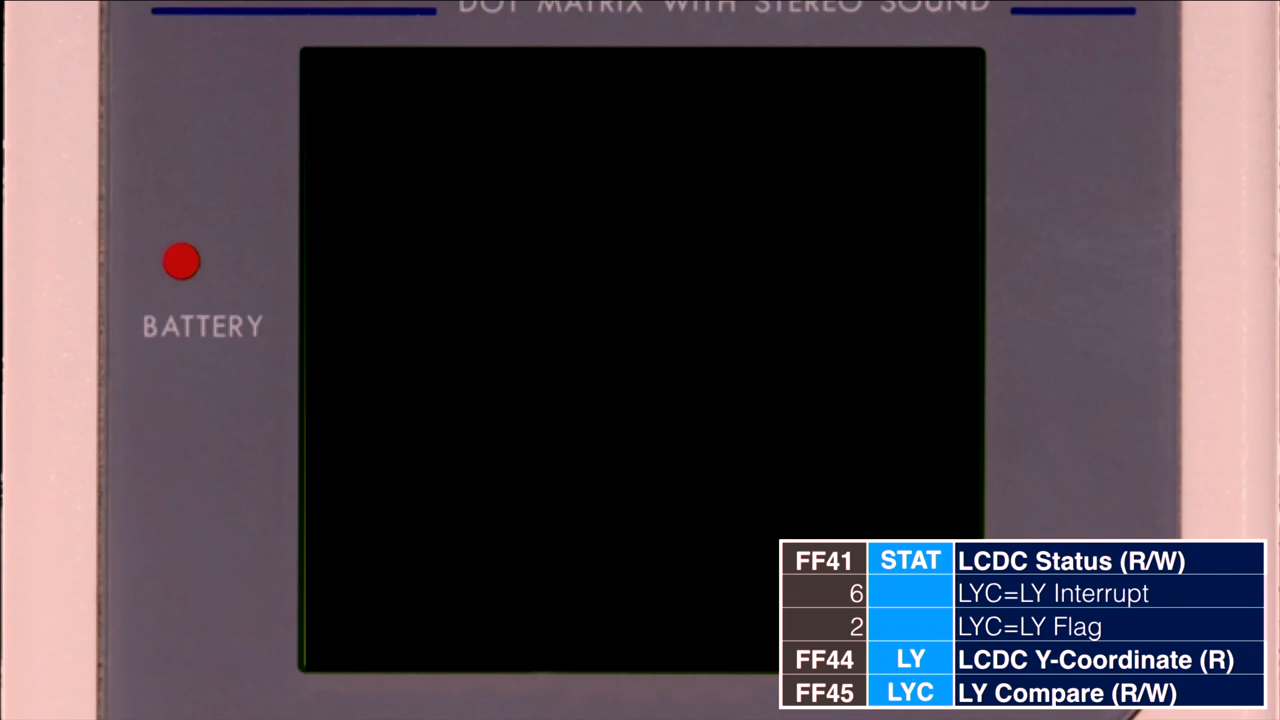 DOT MATRIX WITH STEREO SOUND
BATTERY
FF41 STAT LCDC Status (R/W)
6 LYC=LY Interrupt
2 LYC=LY Flag
FF44 LY LCDC Y-Coordinate (R)
FF45 LYC LY Compare (R/W)